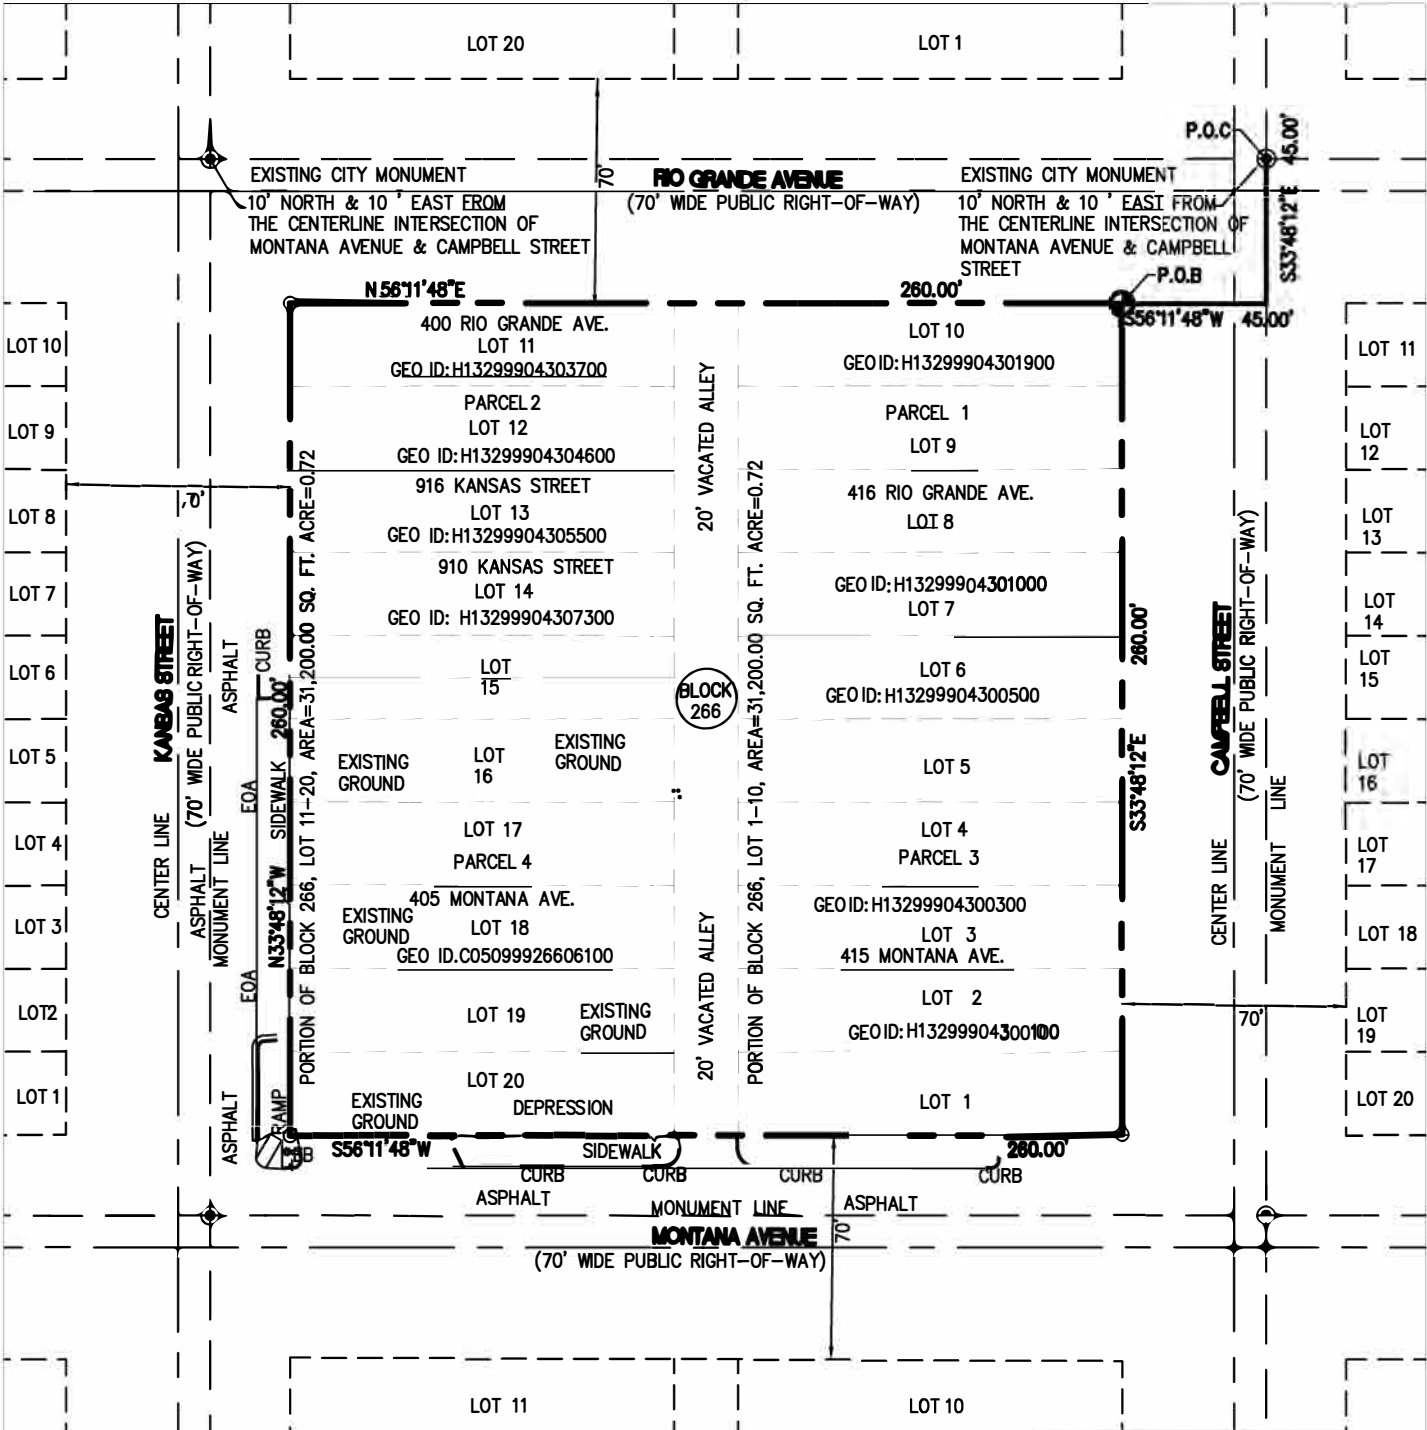 LOT 20
LOT 1
P.O.C
45.00'
S33°48'12"E
EXISTING CITY MONUMENT
10' NORTH & 10 ' EAST FROM
THE CENTERLINE INTERSECTION OF
MONTANA AVENUE & CAMPBELL STREET
70'
RIO GRANDE AVENUE
(70' WIDE PUBLIC RIGHT-OF-WAY)
EXISTING CITY MONUMENT
10' NORTH & 10 ' EAST FROM
THE CENTERLINE INTERSECTION OF
MONTANA AVENUE & CAMPBELL
STREET
P.O.B
N 56°11'48"E
260.00'
S56°11'48"W 45.00'
LOT 10
LOT 9
LOT 8
LOT 7
LOT 6
LOT 5
LOT 4
LOT 3
LOT2
LOT 1
70'
KANSAS STREET
(70' WIDE PUBLIC RIGHT-OF-WAY)
CENTER LINE
ASPHALT
MONUMENT LINE
ASPHALT
CURB
EOA
EOA
SIDEWALK
260.00'
N33°48'12"W
ASPHALT
RAMP
PORTION OF BLOCK 266, LOT 11-20, AREA=31,200.00 SQ. FT. ACRE=0.72
400 RIO GRANDE AVE.
LOT 11
GEO ID: H13299904303700
PARCEL 2
LOT 12
GEO ID: H13299904304600
916 KANSAS STREET
LOT 13
GEO ID: H13299904305500
910 KANSAS STREET
LOT 14
GEO ID: H13299904307300
LOT
15
EXISTING
GROUND
LOT
16
EXISTING
GROUND
LOT 17
PARCEL 4
405 MONTANA AVE.
EXISTING
GROUND
LOT 18
GEO ID.C05099926606100
LOT 19
EXISTING
GROUND
LOT 20
EXISTING
GROUND
DEPRESSION
20' VACATED ALLEY
BLOCK
266
20' VACATED ALLEY
PORTION OF BLOCK 266, LOT 1-10, AREA=31,200.00 SQ. FT. ACRE=0.72
LOT 10
GEO ID: H13299904301900
PARCEL 1
LOT 9
416 RIO GRANDE AVE.
LOT 8
GEO ID: H13299904301000
LOT 7
LOT 6
GEO ID: H13299904300500
LOT 5
LOT 4
PARCEL 3
GEO ID: H13299904300300
LOT 3
415 MONTANA AVE.
LOT 2
GEO ID: H13299904300100
LOT 1
260.00'
S33°48'12"E
CAMPBELL STREET
(70' WIDE PUBLIC RIGHT-OF-WAY)
CENTER LINE
MONUMENT LINE
70'
LOT 11
LOT
12
LOT
13
LOT
14
LOT
15
LOT
16
LOT
17
LOT 18
LOT
19
LOT 20
S56°11'48"W
SIDEWALK
260.00'
CURB
CURB
CURB
CURB
ASPHALT
MONUMENT LINE
ASPHALT
MONTANA AVENUE
70'
(70' WIDE PUBLIC RIGHT-OF-WAY)
LOT 11
LOT 10